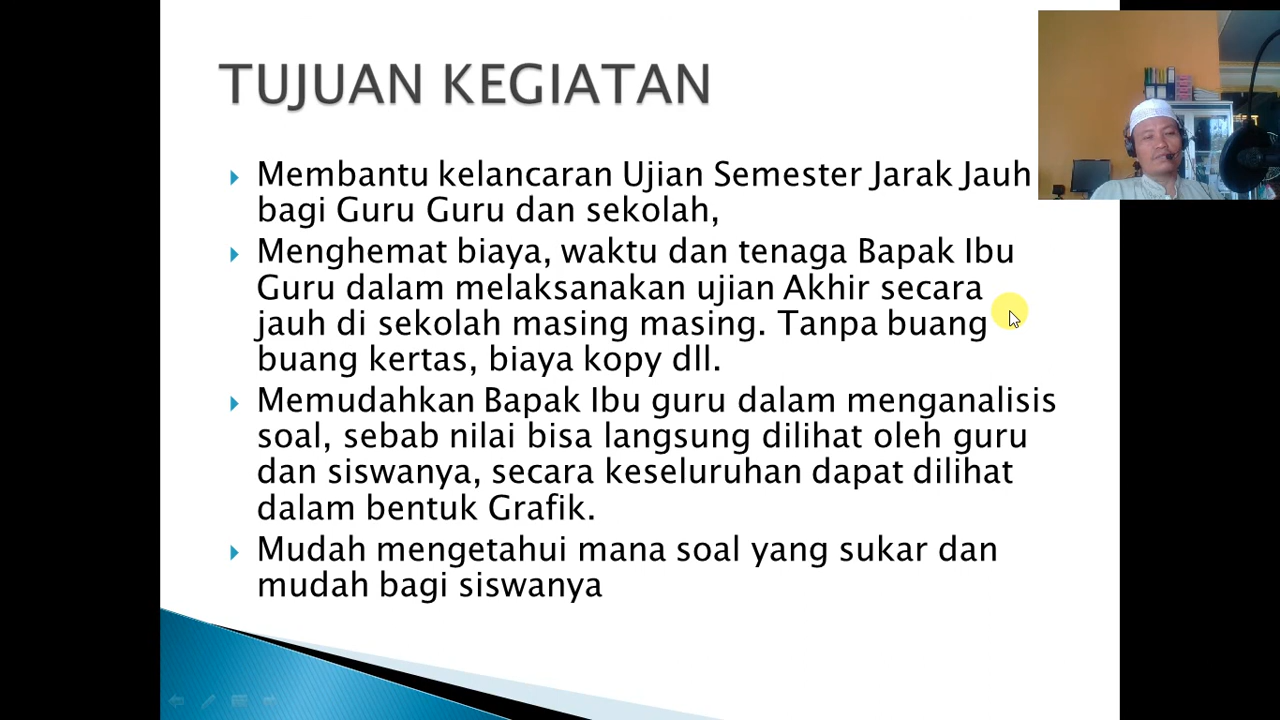 TUJUAN KEGIATAN
Membantu kelancaran Ujian Semester Jarak Jauh
bagi Guru Guru dan sekolah,
Menghemat biaya, waktu dan tenaga Bapak Ibu
Guru dalam melaksanakan ujian Akhir secara
jauh di sekolah masing masing. Tanpa buang
buang kertas, biaya kopy dll.
Memudahkan Bapak Ibu guru dalam menganalisis
soal, sebab nilai bisa langsung dilihat oleh guru
dan siswanya, secara keseluruhan dapat dilihat
dalam bentuk Grafik.
Mudah mengetahui mana soal yang sukar dan
mudah bagi siswanya